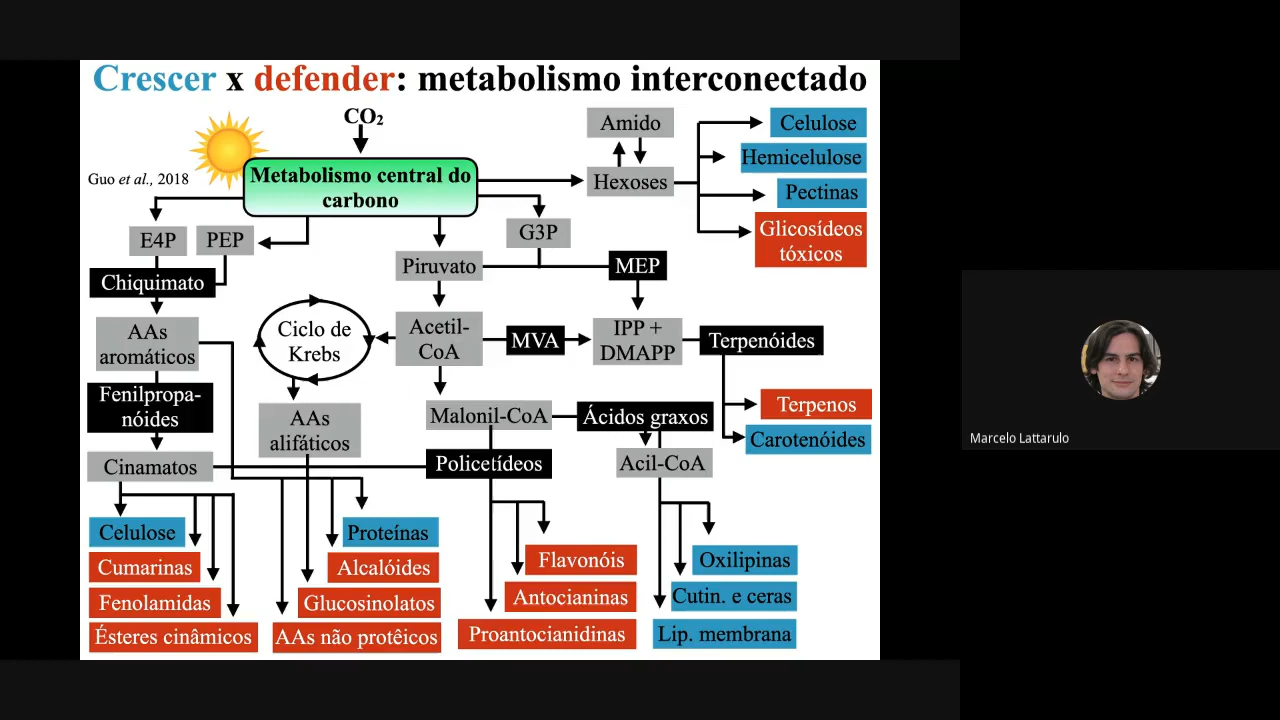 Crescer x defender: metabolismo interconectado
CO₂
Guo et al., 2018
Metabolismo central do
carbono
Amido
Hexoses
Celulose
Hemicelulose
Pectinas
Glicosídeos
tóxicos
E4P
PEP
G3P
Chiquimato
Piruvato
MEP
AAs
aromáticos
Ciclo de
Krebs
Acetil-
CoA
MVA
IPP +
DMAPP
Terpenóides
Fenilpropa-
nóides
AAs
alifáticos
Malonil-CoA
Ácidos graxos
Terpenos
Carotenóides
Cinamatos
Policetídeos
Acil-CoA
Celulose
Cumarinas
Fenolamidas
Ésteres cinâmicos
Proteínas
Alcalóides
Glucosinolatos
AAs não protêicos
Flavonóis
Antocianinas
Proantocianidinas
Oxilipinas
Cutin. e ceras
Lip. membrana
Marcelo Lattarulo